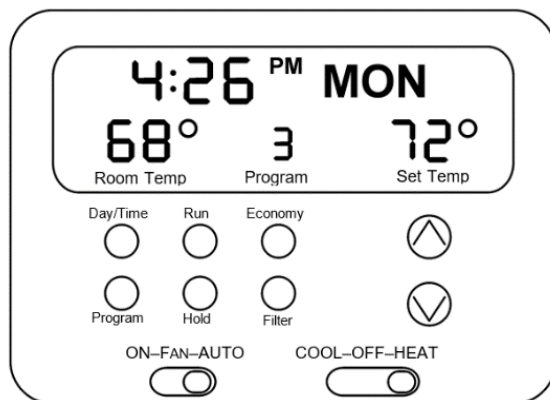 4:26 PM MON
68° 3 72°
Room Temp Program Set Temp
Day/Time Run Economy
Program Hold Filter
ON–FAN–AUTO COOL–OFF–HEAT